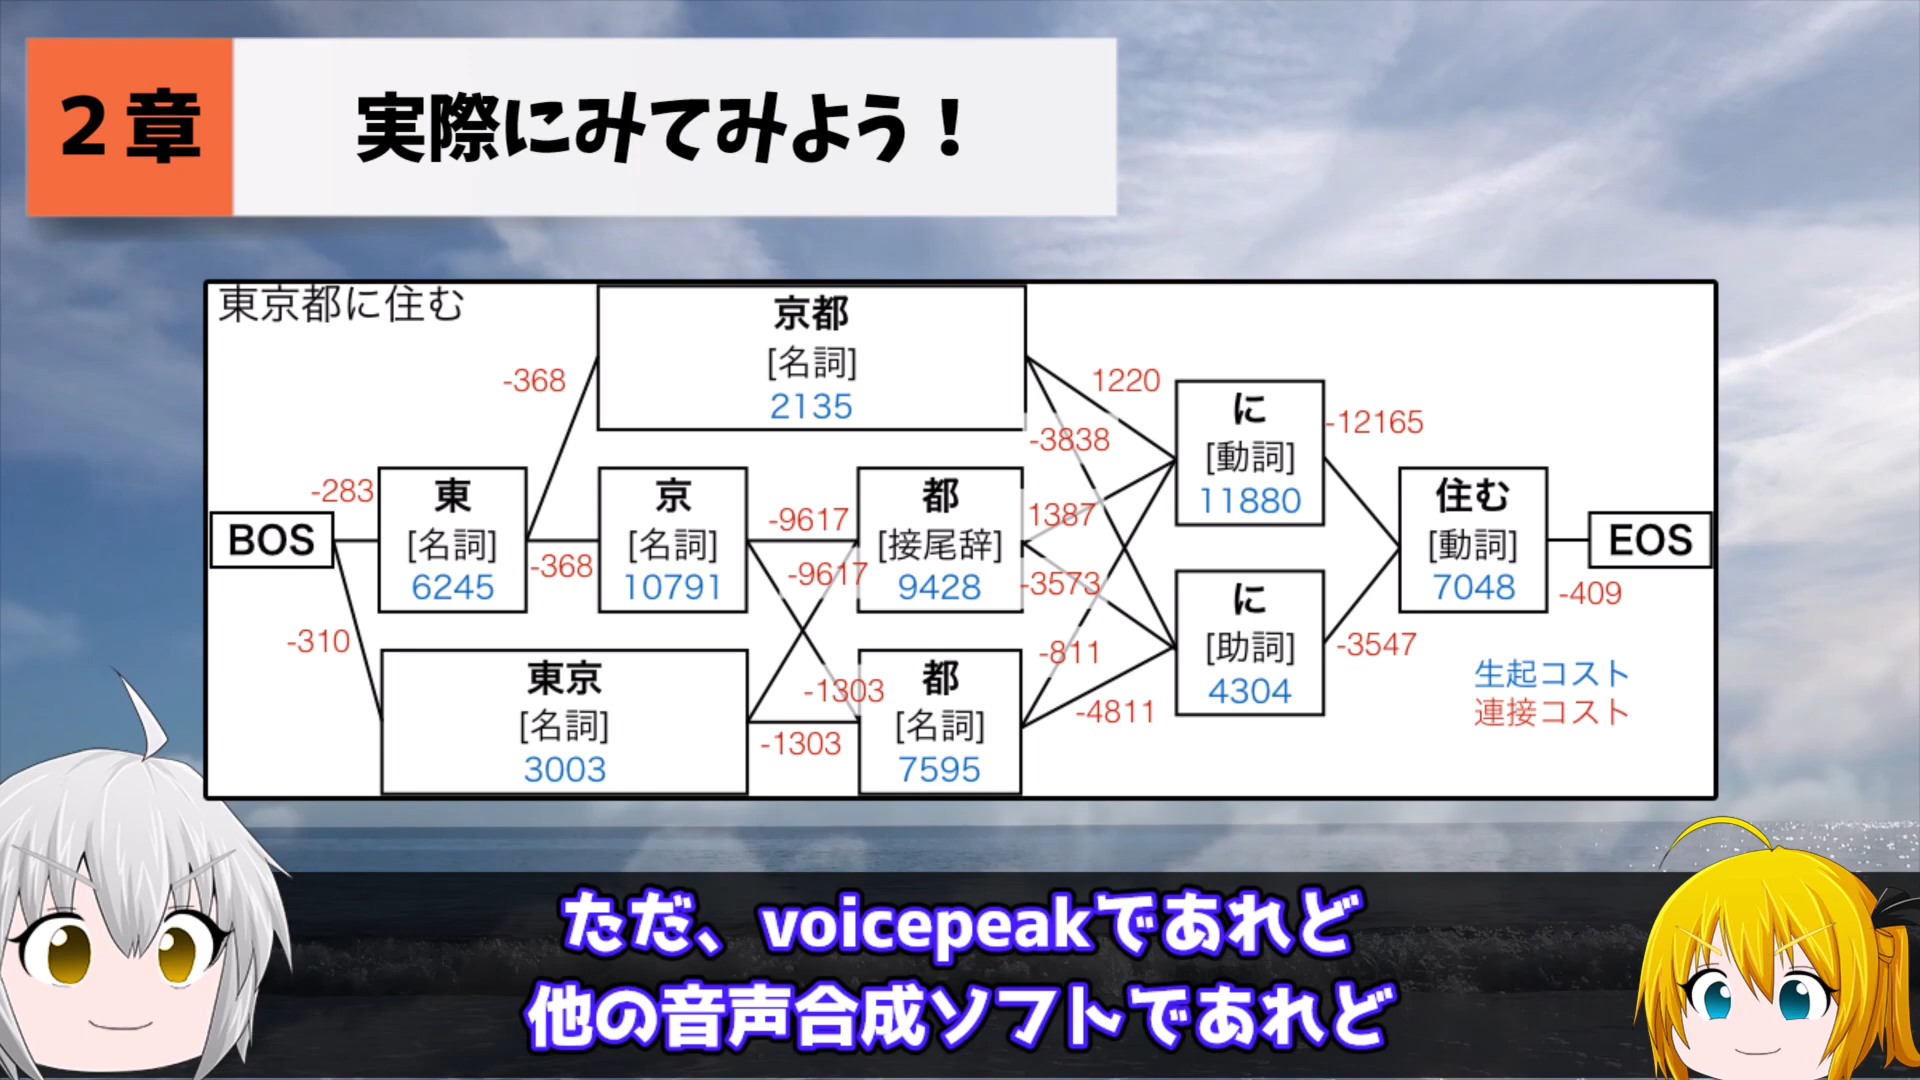 2章
実際にみてみよう！
東京都に住む
京都
[名詞]
2135
-368
1220
-3838
に
[動詞]
11880
-12165
-283
BOS
東
[名詞]
6245
-368
京
[名詞]
10791
-9617
-9617
都
[接尾辞]
9428
1387
-3573
住む
[動詞]
7048
EOS
-409
-310
東京
[名詞]
3003
-1303
-1303
都
[名詞]
7595
-811
-4811
に
[助詞]
4304
-3547
生起コスト
連接コスト
ただ、voicepeakであれど
他の音声合成ソフトであれど